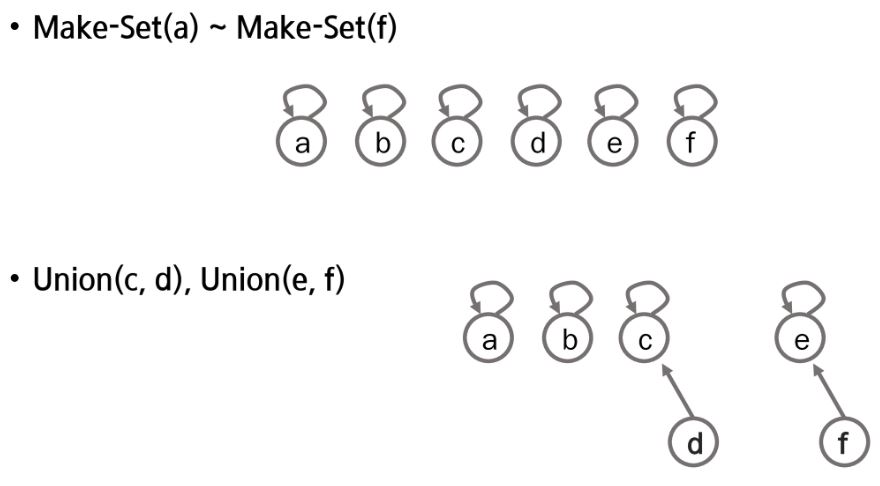 • Make-Set(a) ~ Make-Set(f)
a b c d e f
• Union(c, d), Union(e, f)
a b c e
d f